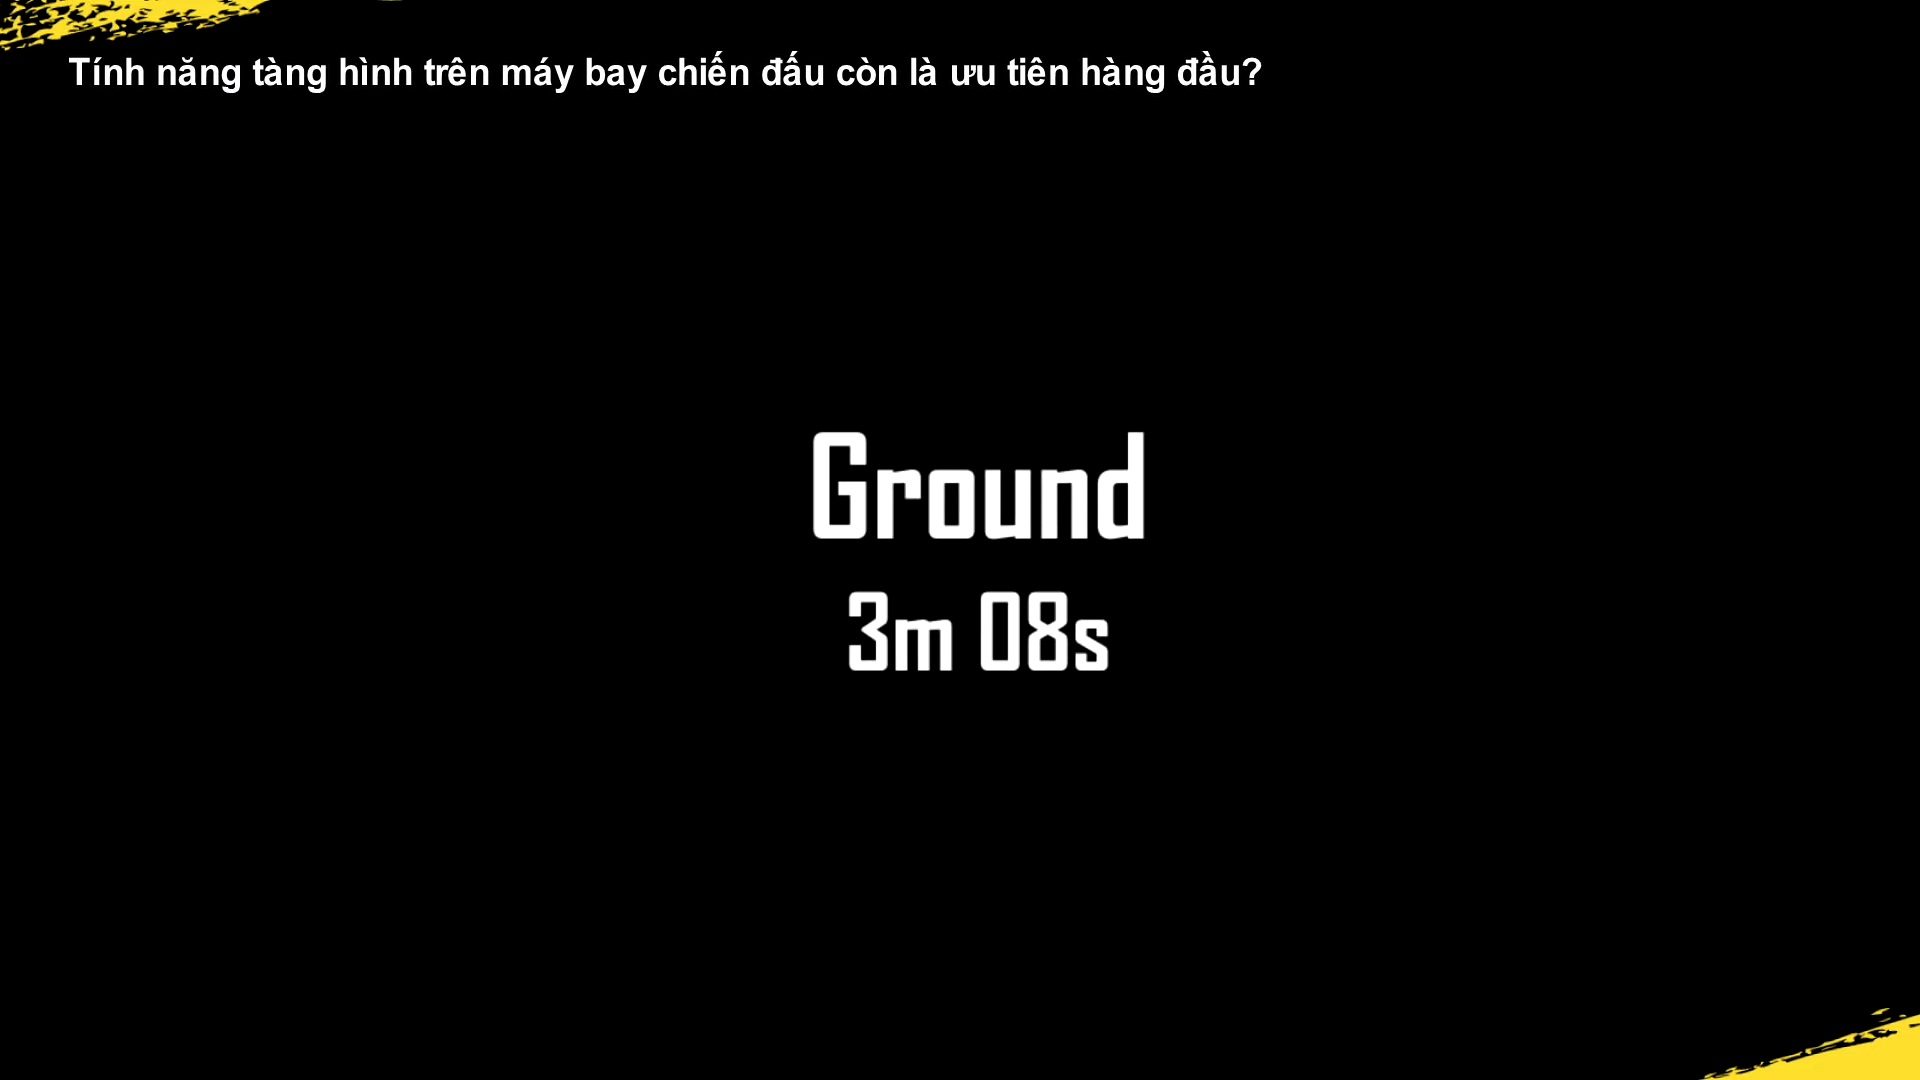 Tính năng tàng hình trên máy bay chiến đấu còn là ưu tiên hàng đầu?
Ground
3m 08s